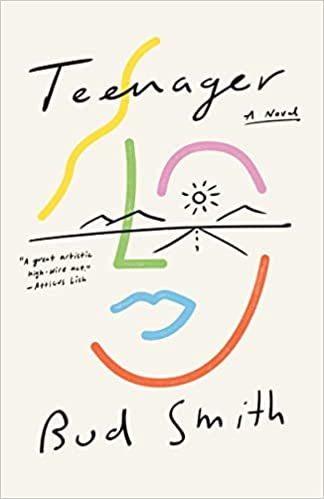 Teenager
A Novel
"A great artistic
high-wire act."
—Atticus Lish
Bud Smith